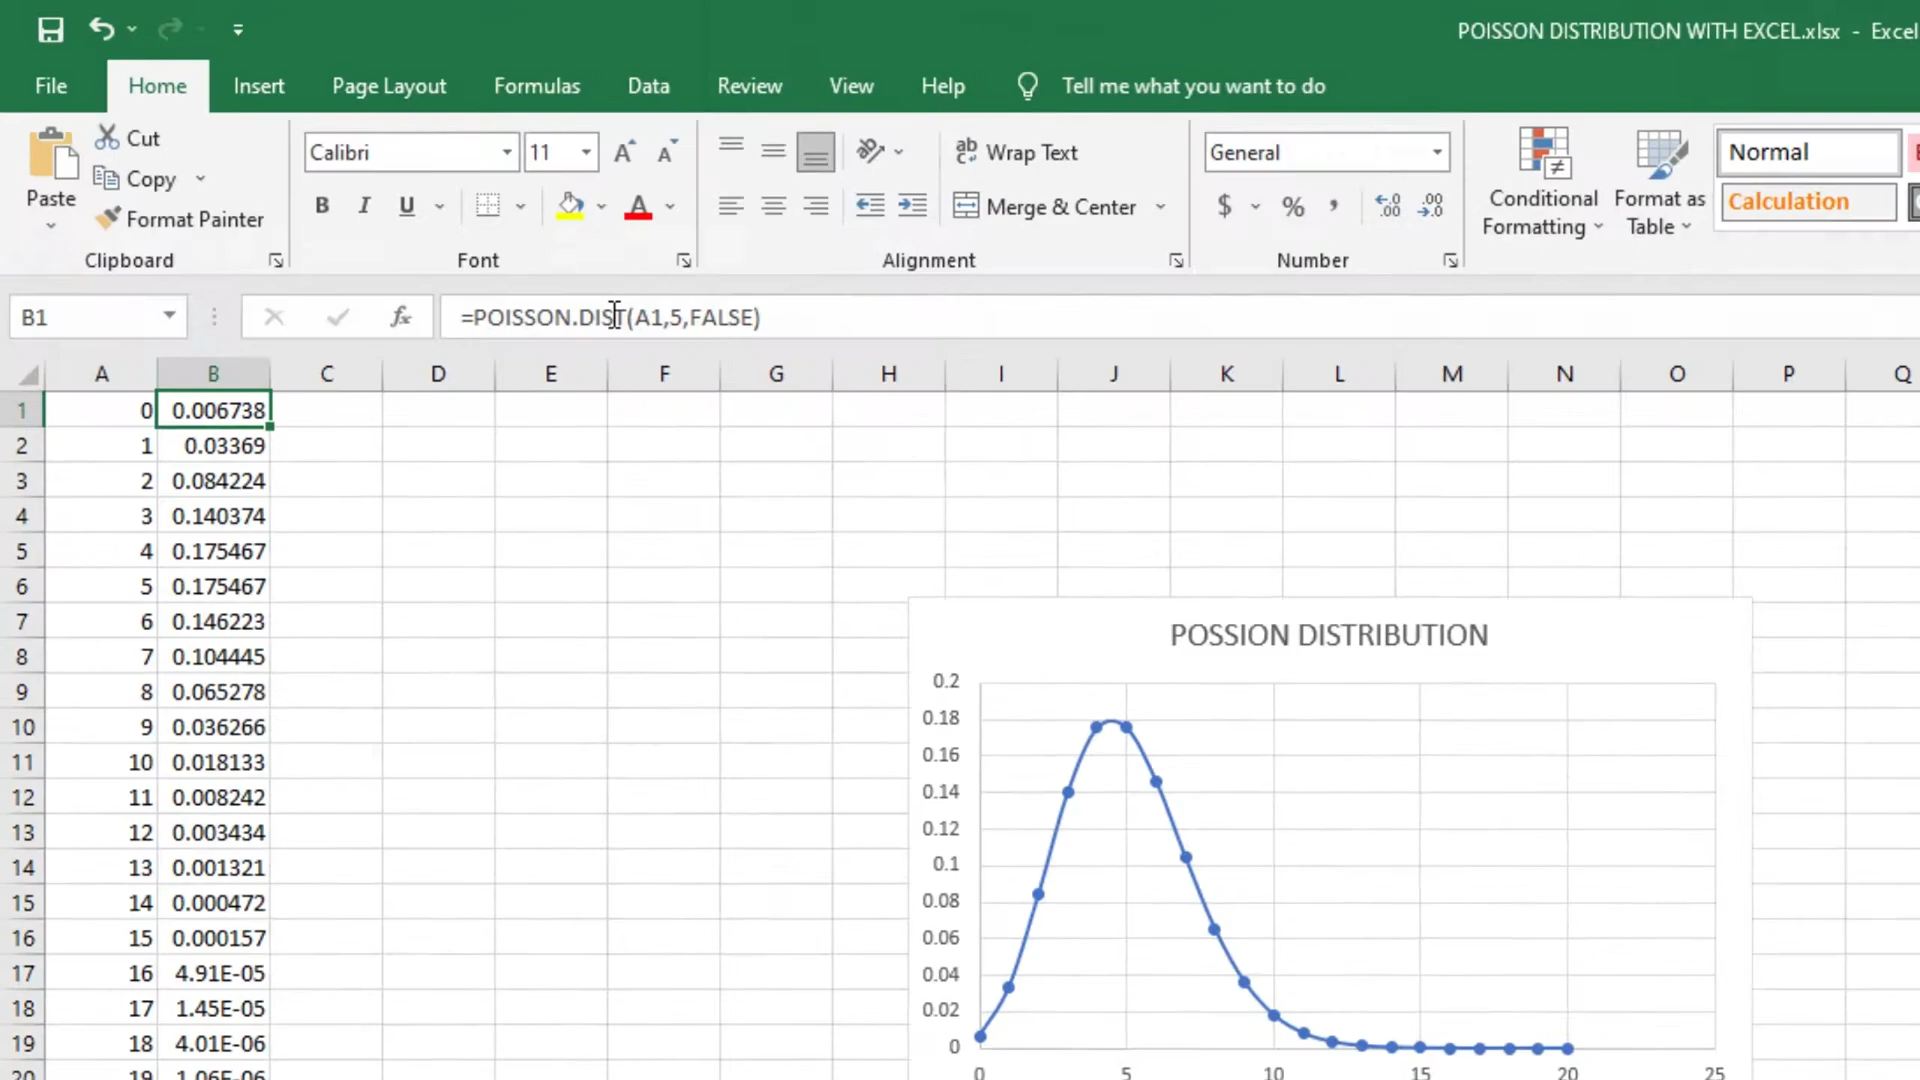 POISSON DISTRIBUTION WITH EXCEL.xlsx - Excel
File Home Insert Page Layout Formulas Data Review View Help Tell me what you want to do
Cut
Copy
Paste
Format Painter
Clipboard
Calibri 11
B I U
Font
Wrap Text
Merge & Center
Alignment
General
$ % ,
Number
Conditional Formatting
Format as Table
Normal
Calculation
B1 fx =POISSON.DIST(A1,5,FALSE)
A B C D E F G H I J K L M N O P Q
1 0 0.006738
2 1 0.03369
3 2 0.084224
4 3 0.140374
5 4 0.175467
6 5 0.175467
7 6 0.146223
8 7 0.104445
9 8 0.065278
10 9 0.036266
11 10 0.018133
12 11 0.008242
13 12 0.003434
14 13 0.001321
15 14 0.000472
16 15 0.000157
17 16 4.91E-05
18 17 1.45E-05
19 18 4.01E-06
20 19 1.06E-06
POSSION DISTRIBUTION
0.2
0.18
0.16
0.14
0.12
0.1
0.08
0.06
0.04
0.02
0
0 5 10 15 20 25